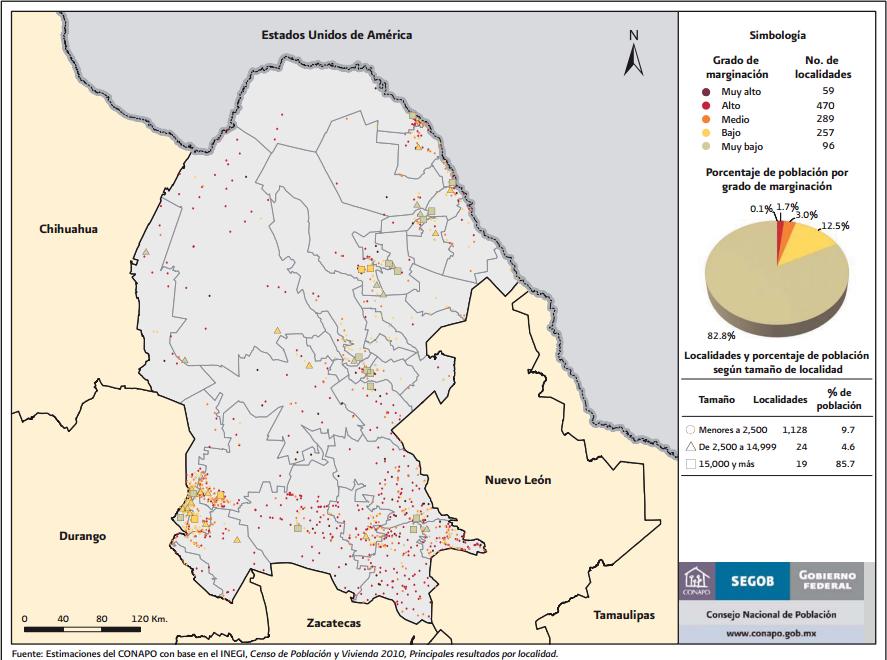 Estados Unidos de América
N
Chihuahua
Nuevo León
Durango
Zacatecas
Tamaulipas
0 40 80 120 Km.
Simbología
Grado de marginación No. de localidades
Muy alto 59
Alto 470
Medio 289
Bajo 257
Muy bajo 96
Porcentaje de población por
grado de marginación
0.1% 1.7% 3.0%
12.5%
82.8%
Localidades y porcentaje de población
según tamaño de localidad
Tamaño Localidades % de población
Menores a 2,500 1,128 9.7
De 2,500 a 14,999 24 4.6
15,000 y más 19 85.7
CONAPO
SEGOB
GOBIERNO
FEDERAL
Consejo Nacional de Población
www.conapo.gob.mx
Fuente: Estimaciones del CONAPO con base en el INEGI, Censo de Población y Vivienda 2010, Principales resultados por localidad.